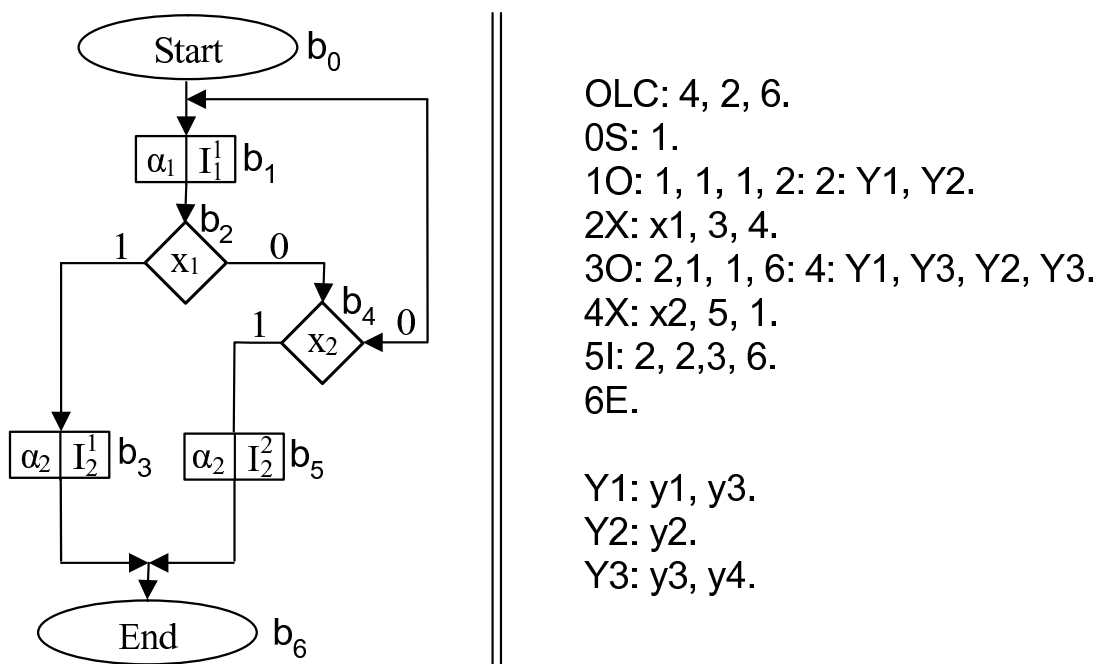 Start b0
α1 I11 b1
b2
1 x1 0
b4
1 x2 0
α2 I12 b3
α2 I22 b5
End b6
OLC: 4, 2, 6.
0S: 1.
1O: 1, 1, 1, 2: 2: Y1, Y2.
2X: x1, 3, 4.
3O: 2,1, 1, 6: 4: Y1, Y3, Y2, Y3.
4X: x2, 5, 1.
5I: 2, 2,3, 6.
6E.
Y1: y1, y3.
Y2: y2.
Y3: y3, y4.